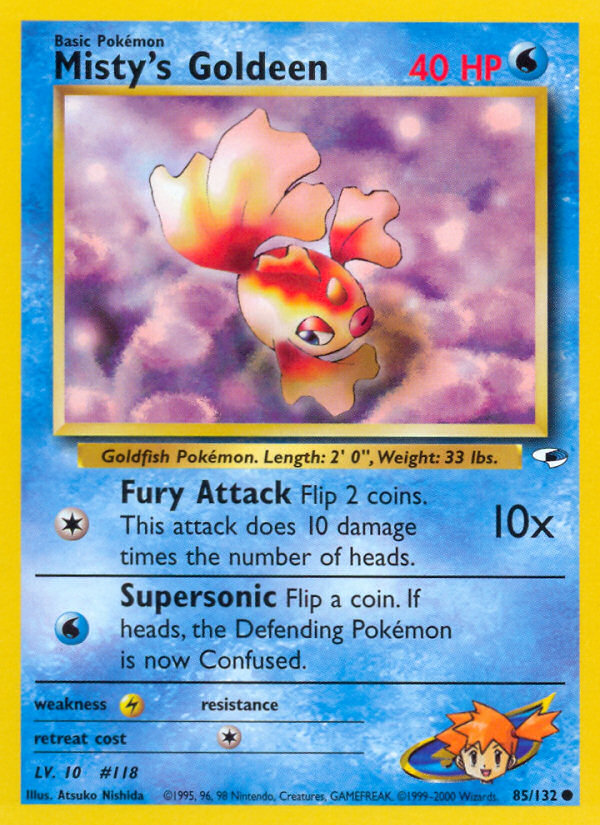 Basic Pokémon
Misty's Goldeen 40 HP
Goldfish Pokémon. Length: 2' 0", Weight: 33 lbs.
Fury Attack Flip 2 coins.
This attack does 10 damage
times the number of heads.
10x
Supersonic Flip a coin. If
heads, the Defending Pokémon
is now Confused.
weakness resistance
retreat cost
LV. 10 #118
Illus. Atsuko Nishida ©1995, 96, 98 Nintendo, Creatures, GAMEFREAK. ©1999-2000 Wizards. 85/132